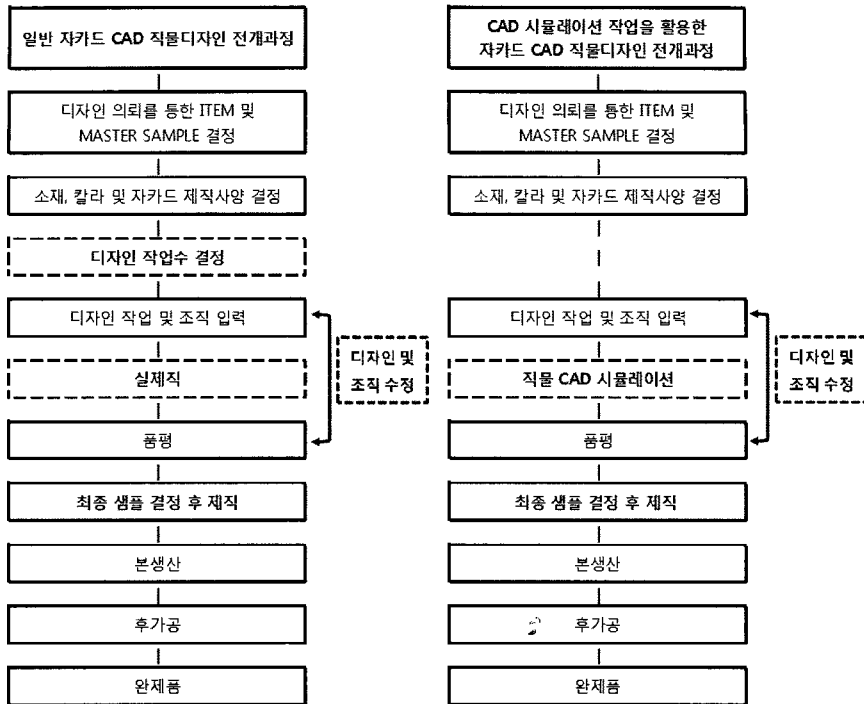 일반 자카드 CAD 직물디자인 전개과정
디자인 의뢰를 통한 ITEM 및
MASTER SAMPLE 결정
소재, 칼라 및 자카드 제직사양 결정
디자인 작업수 결정
디자인 작업 및 조직 입력
실제직
디자인 및
조직 수정
품평
최종 샘플 결정 후 제직
본생산
후가공
완제품
CAD 시뮬레이션 작업을 활용한
자카드 CAD 직물디자인 전개과정
디자인 의뢰를 통한 ITEM 및
MASTER SAMPLE 결정
소재, 칼라 및 자카드 제직사양 결정
디자인 작업 및 조직 입력
직물 CAD 시뮬레이션
디자인 및
조직 수정
품평
최종 샘플 결정 후 제직
본생산
후가공
완제품